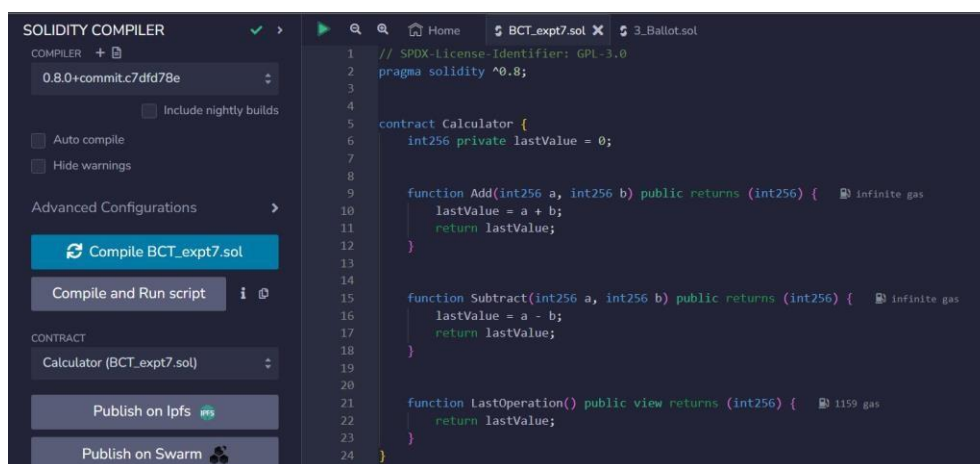 SOLIDITY COMPILER
COMPILER
0.8.0+commit.c7dfd78e
Include nightly builds
Auto compile
Hide warnings
Advanced Configurations
Compile BCT_expt7.sol
Compile and Run script
CONTRACT
Calculator (BCT_expt7.sol)
Publish on Ipfs IPFS
Publish on Swarm
Home BCT_expt7.sol 3_Ballot.sol
1 // SPDX-License-Identifier: GPL-3.0
2 pragma solidity ^0.8;
3
4
5 contract Calculator {
6 int256 private lastValue = 0;
7
8
9 function Add(int256 a, int256 b) public returns (int256) { infinite gas
10 lastValue = a + b;
11 return lastValue;
12 }
13
14
15 function Subtract(int256 a, int256 b) public returns (int256) { infinite gas
16 lastValue = a - b;
17 return lastValue;
18 }
19
20
21 function LastOperation() public view returns (int256) { 1159 gas
22 return lastValue;
23 }
24 }